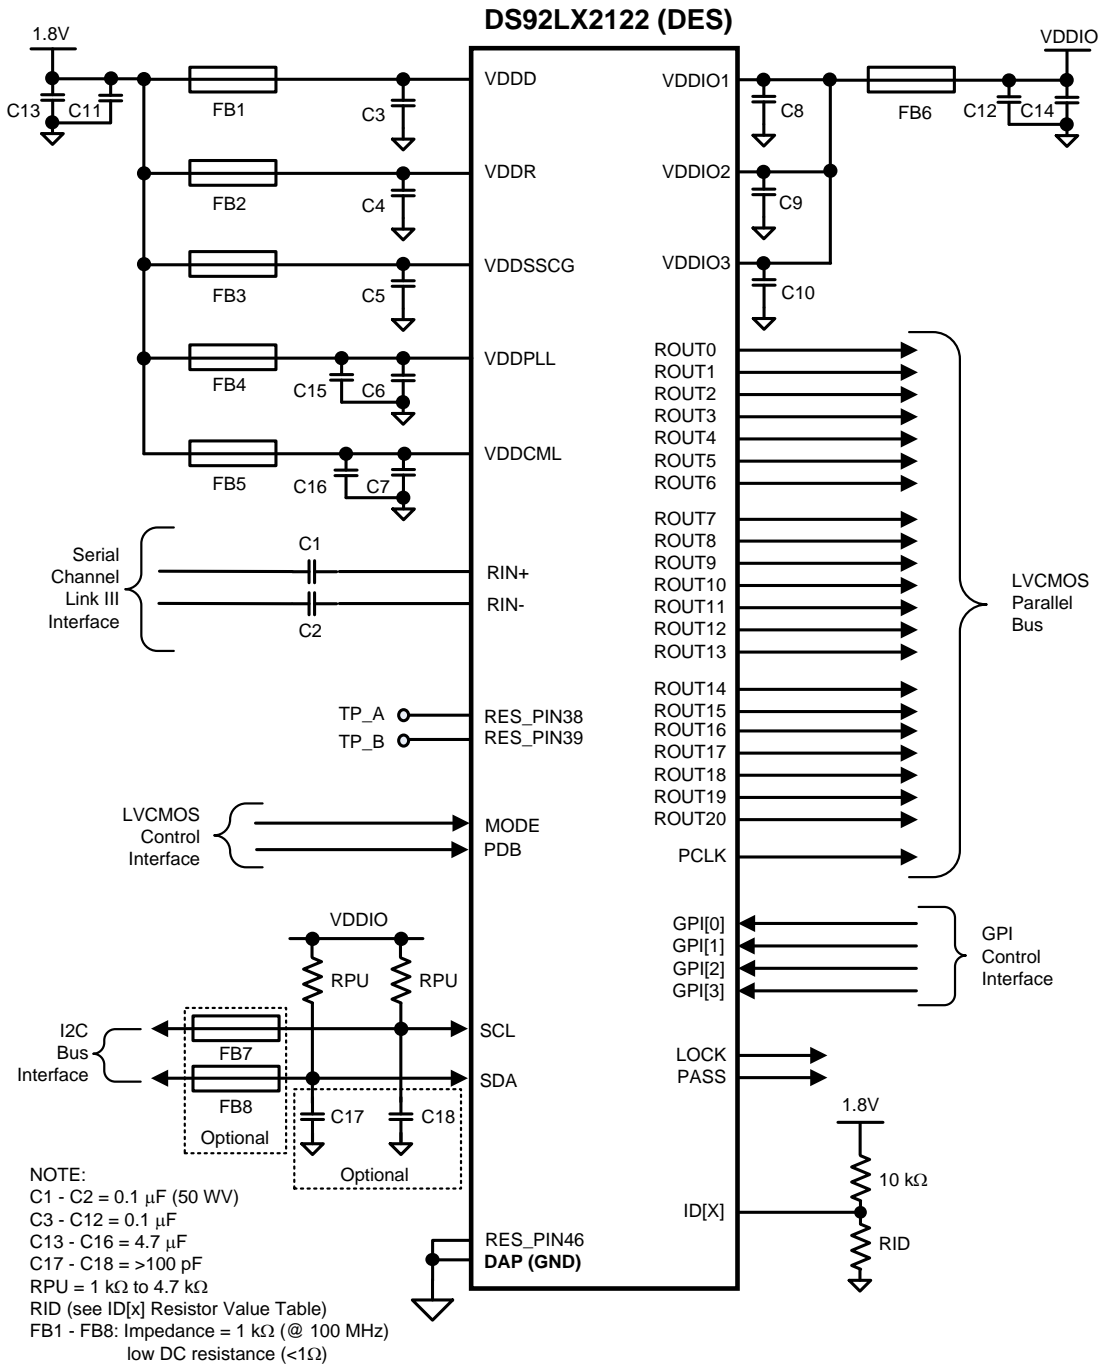 DS92LX2122 (DES)
1.8V
C13
C11
FB1
C3
VDDD
FB2
C4
VDDR
FB3
C5
VDDSSCG
FB4
C15
C6
VDDPLL
FB5
C16
C7
VDDCML
Serial
Channel
Link III
Interface
C1
C2
RIN+
RIN-
TP_A
TP_B
RES_PIN38
RES_PIN39
LVCMOS
Control
Interface
MODE
PDB
VDDIO
RPU
RPU
I2C
Bus
Interface
FB7
FB8
Optional
SCL
SDA
C17
C18
Optional
RES_PIN46
DAP (GND)
VDDIO
VDDIO1
C8
FB6
C12
C14
VDDIO2
C9
VDDIO3
C10
ROUT0
ROUT1
ROUT2
ROUT3
ROUT4
ROUT5
ROUT6
ROUT7
ROUT8
ROUT9
ROUT10
ROUT11
ROUT12
ROUT13
ROUT14
ROUT15
ROUT16
ROUT17
ROUT18
ROUT19
ROUT20
PCLK
LVCMOS
Parallel
Bus
GPI[0]
GPI[1]
GPI[2]
GPI[3]
GPI
Control
Interface
LOCK
PASS
1.8V
10 kΩ
ID[X]
RID
NOTE:
C1 - C2 = 0.1 μF (50 WV)
C3 - C12 = 0.1 μF
C13 - C16 = 4.7 μF
C17 - C18 = >100 pF
RPU = 1 kΩ to 4.7 kΩ
RID (see ID[x] Resistor Value Table)
FB1 - FB8: Impedance = 1 kΩ (@ 100 MHz)
low DC resistance (<1Ω)